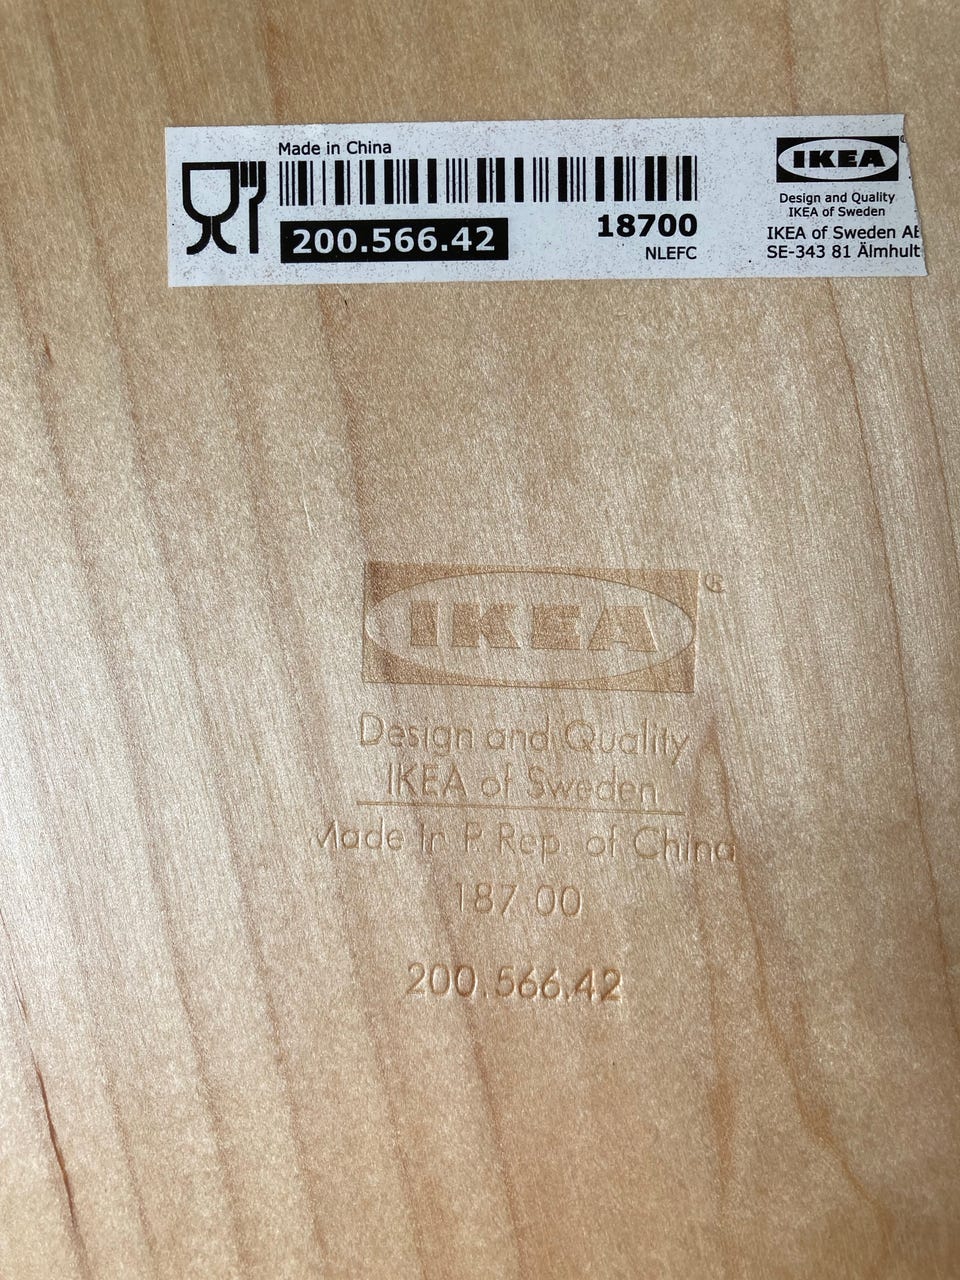 Made in China
200.566.42
18700
NLEFC
IKEA
Design and Quality
IKEA of Sweden
IKEA of Sweden AB
SE-343 81 Älmhult
IKEA®
Design and Quality
IKEA of Sweden
Made in P. Rep. of China
187.00
200.566.42